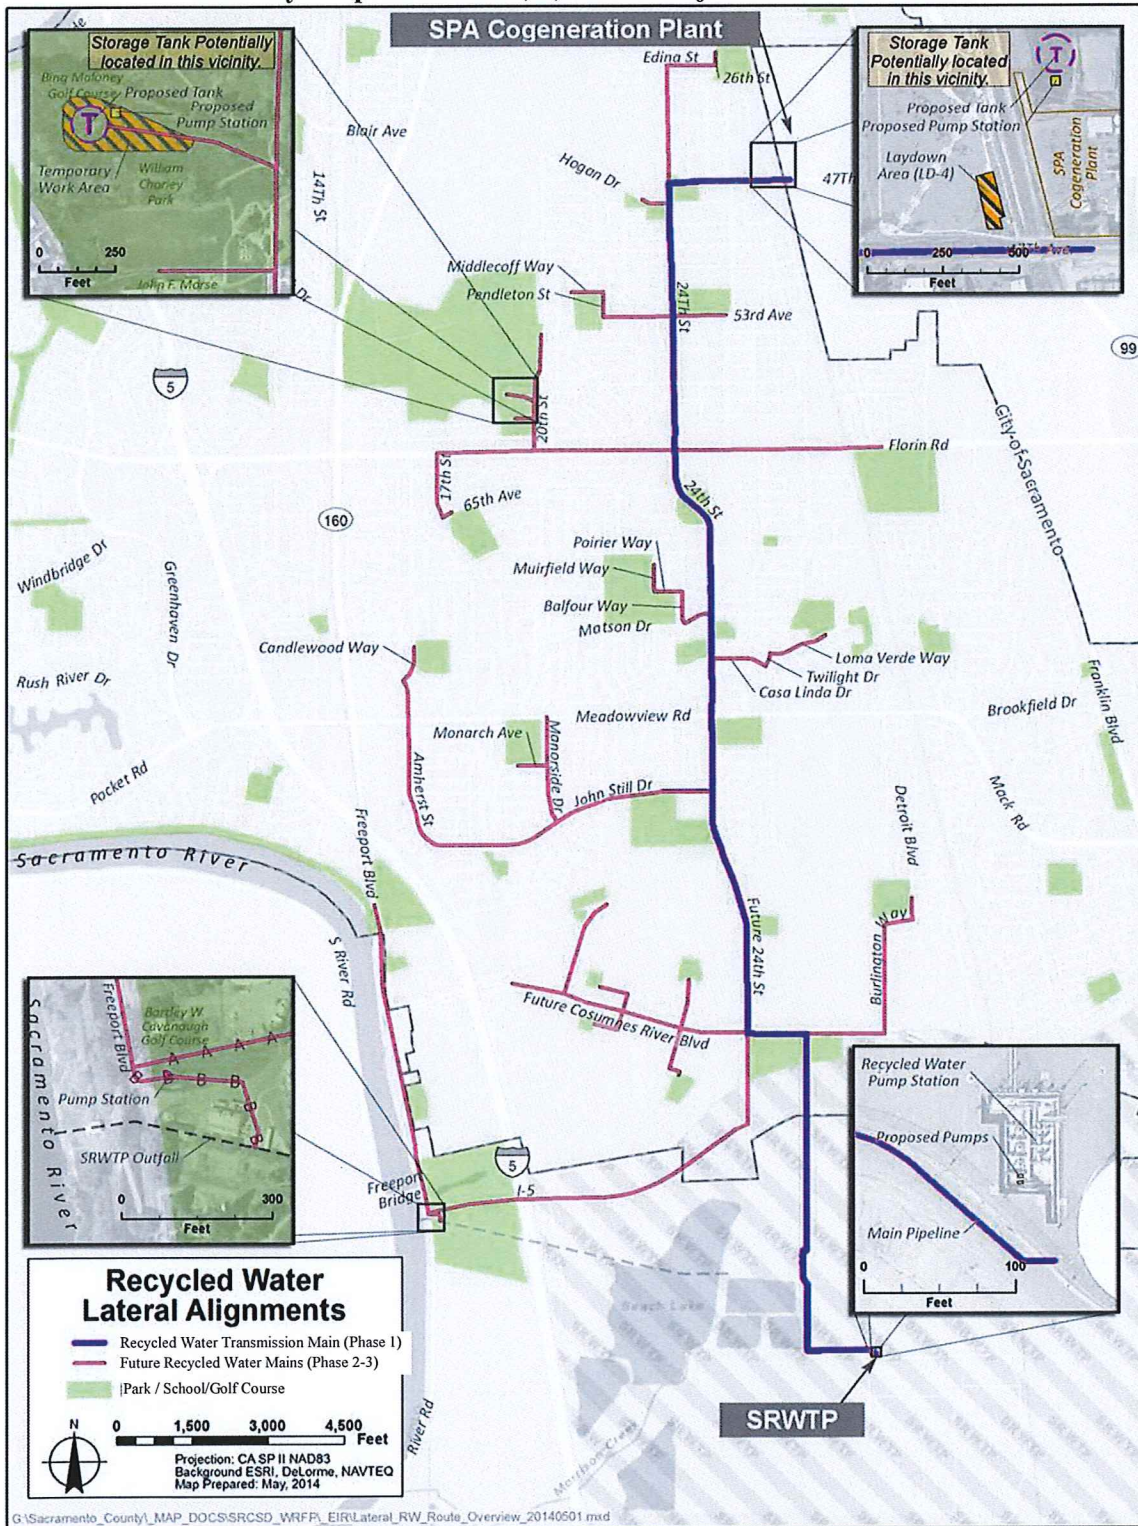 SPA Cogeneration Plant
Storage Tank Potentially
located in this vicinity.
Bing Maloney
Golf Course
Proposed Tank
Proposed
Pump Station
T
Temporary
Work Area
William
Chorley
Park
0 250
Feet
John F. Morse
Dr
Blair Ave
14Th St
Edina St
26th St
Hogan Dr
47Th
Storage Tank
Potentially located
in this vicinity.
T
Proposed Tank
Proposed Pump Station
Laydown
Area (LD-4)
SPA
Cogeneration
Plant
47Th Ave
0 250 500
Feet
Middlecoff Way
Pendleton St
24Th St
53rd Ave
99
5
20th St
City of Sacramento
Florin Rd
17th St
65th Ave
24th St
160
Poirier Way
Muirfield Way
Balfour Way
Matson Dr
Windbridge Dr
Greenhaven Dr
Candlewood Way
Loma Verde Way
Twilight Dr
Casa Linda Dr
Rush River Dr
Franklin Blvd
Brookfield Dr
Meadowview Rd
Monarch Ave
Manorside Dr
Amherst St
John Still Dr
Pocket Rd
Mack Rd
Detroit Blvd
Sacramento River
Freeport Blvd
Future 24th St
Burlington Way
S River Rd
Future Cosumnes River Blvd
Sacramento River
Freeport Blvd
Bartley W
Cavanaugh
Golf Course
A A A A
B B B B
B
B
Pump Station
SRWTP Outfall
0 300
Feet
Freeport
Bridge
5
I-5
Recycled Water
Pump Station
Proposed Pumps
Main Pipeline
0 100
Feet
Beach Lake
SRWTP
Morrison Creek
River Rd
Recycled Water
Lateral Alignments
Recycled Water Transmission Main (Phase 1)
Future Recycled Water Mains (Phase 2-3)
Park / School/Golf Course
N
0 1,500 3,000 4,500
Feet
Projection: CA SP II NAD83
Background ESRI, DeLorme, NAVTEQ
Map Prepared: May, 2014
G:\Sacramento_County\_MAP_DOCS\SRCSD_WRFP\_EIR\Lateral_RW_Route_Overview_20140501.mxd